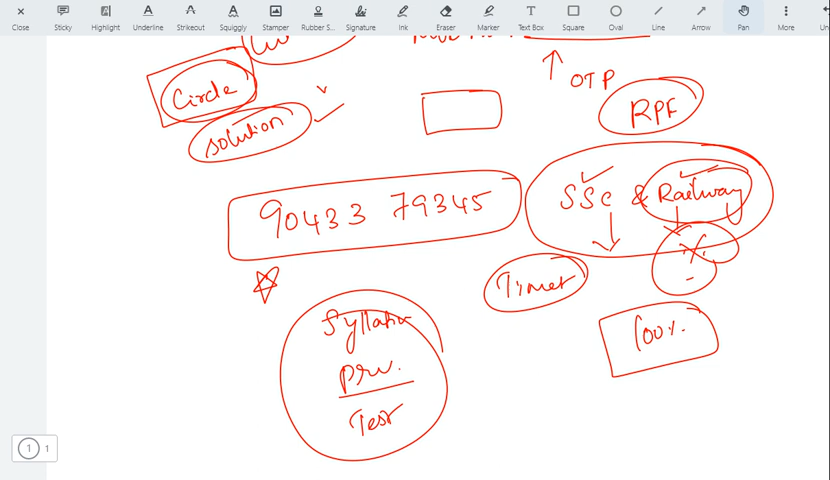 Close Sticky Highlight Underline Strikeout Squiggly Stamper Rubber S... Signature Ink Eraser Marker Text Box Square Oval Line Arrow Pan More
OTP
Circle
RPF
solution
90433 79345
SSC & Railway
Timer
Syllabus
100%
Prv.
Test
1 1